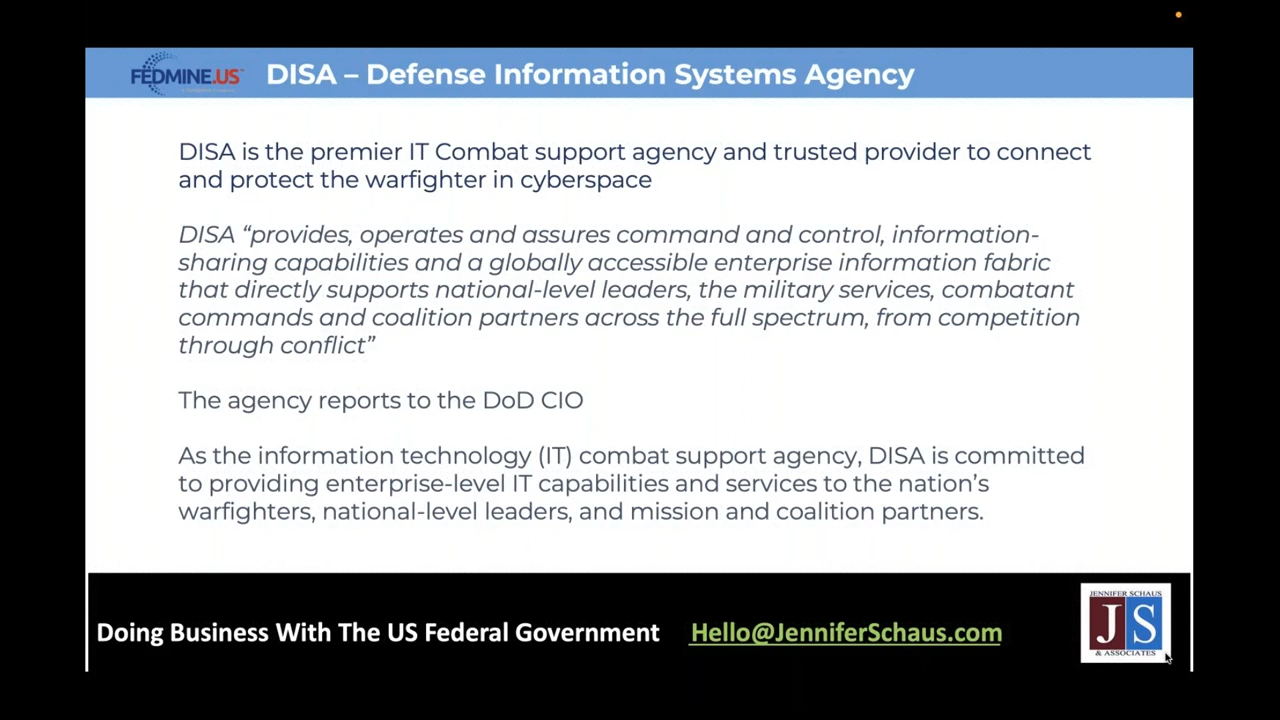 FEDMINE.US
DISA – Defense Information Systems Agency
DISA is the premier IT Combat support agency and trusted provider to connect
and protect the warfighter in cyberspace
DISA “provides, operates and assures command and control, information-
sharing capabilities and a globally accessible enterprise information fabric
that directly supports national-level leaders, the military services, combatant
commands and coalition partners across the full spectrum, from competition
through conflict”
The agency reports to the DoD CIO
As the information technology (IT) combat support agency, DISA is committed
to providing enterprise-level IT capabilities and services to the nation’s
warfighters, national-level leaders, and mission and coalition partners.
Doing Business With The US Federal Government
Hello@JenniferSchaus.com
JENNIFER SCHAUS
JS
& ASSOCIATES